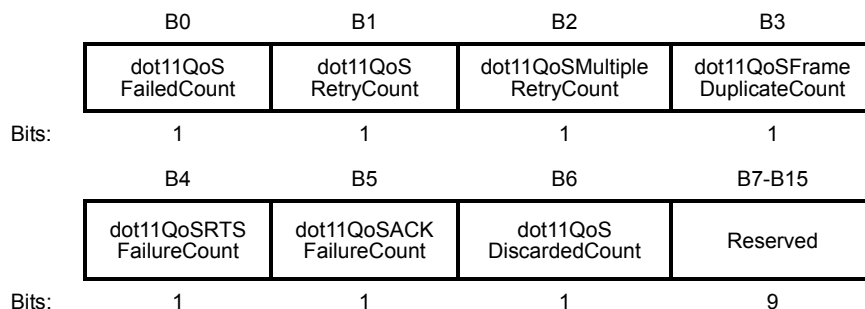 B0 B1 B2 B3
dot11QoS dot11QoS dot11QoSMultiple dot11QoSFrame
FailedCount RetryCount RetryCount DuplicateCount
Bits: 1 1 1 1
B4 B5 B6 B7-B15
dot11QoSRTS dot11QoSACK dot11QoS Reserved
FailureCount FailureCount DiscardedCount
Bits: 1 1 1 9